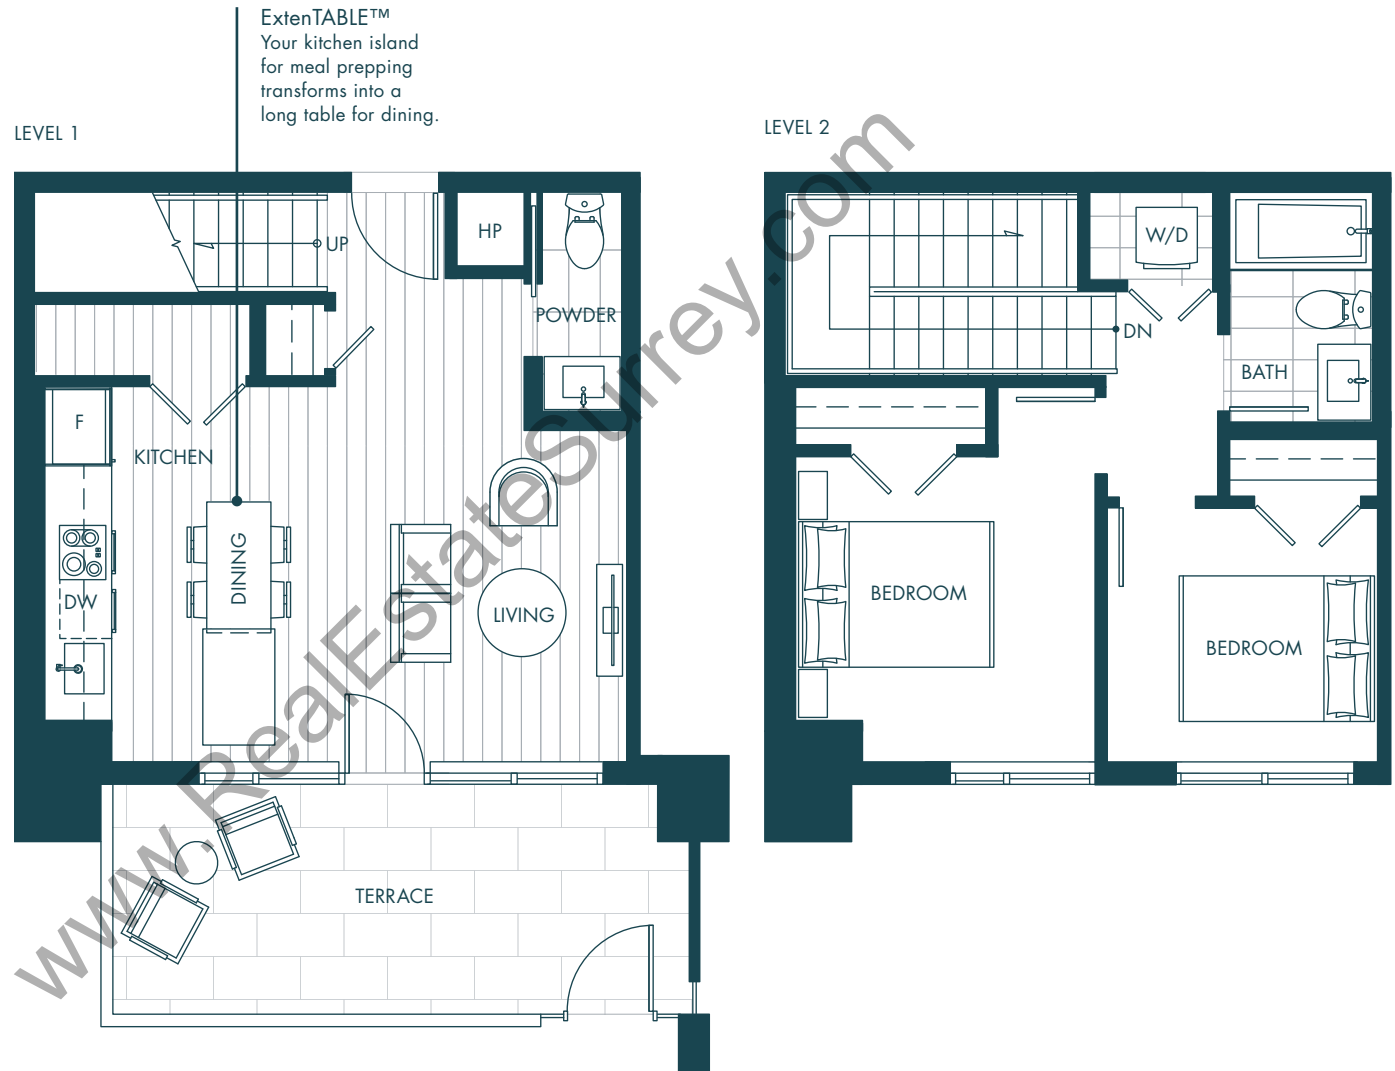 ExtenTABLE™
Your kitchen island
for meal prepping
transforms into a
long table for dining.
LEVEL 1
UP
HP
POWDER
F
KITCHEN
DINING
DW
LIVING
TERRACE
LEVEL 2
W/D
DN
BATH
BEDROOM
BEDROOM
www.RealEstateSurrey.com